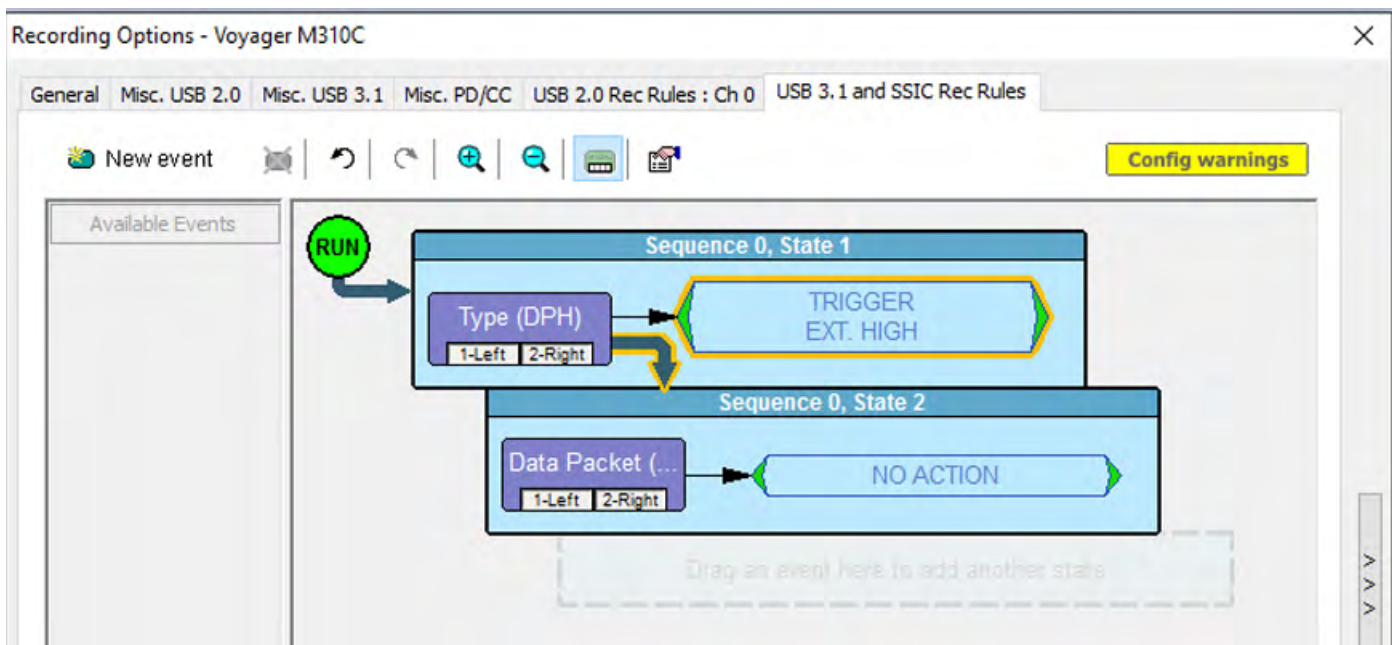 Recording Options - Voyager M310C
General Misc. USB 2.0 Misc. USB 3.1 Misc. PD/CC USB 2.0 Rec Rules : Ch 0 USB 3.1 and SSIC Rec Rules
New event
Config warnings
Available Events
RUN
Sequence 0, State 1
Type (DPH)
1-Left 2-Right
TRIGGER
EXT. HIGH
Sequence 0, State 2
Data Packet (...
1-Left 2-Right
NO ACTION
Drag an event here to add another state
>
>
>